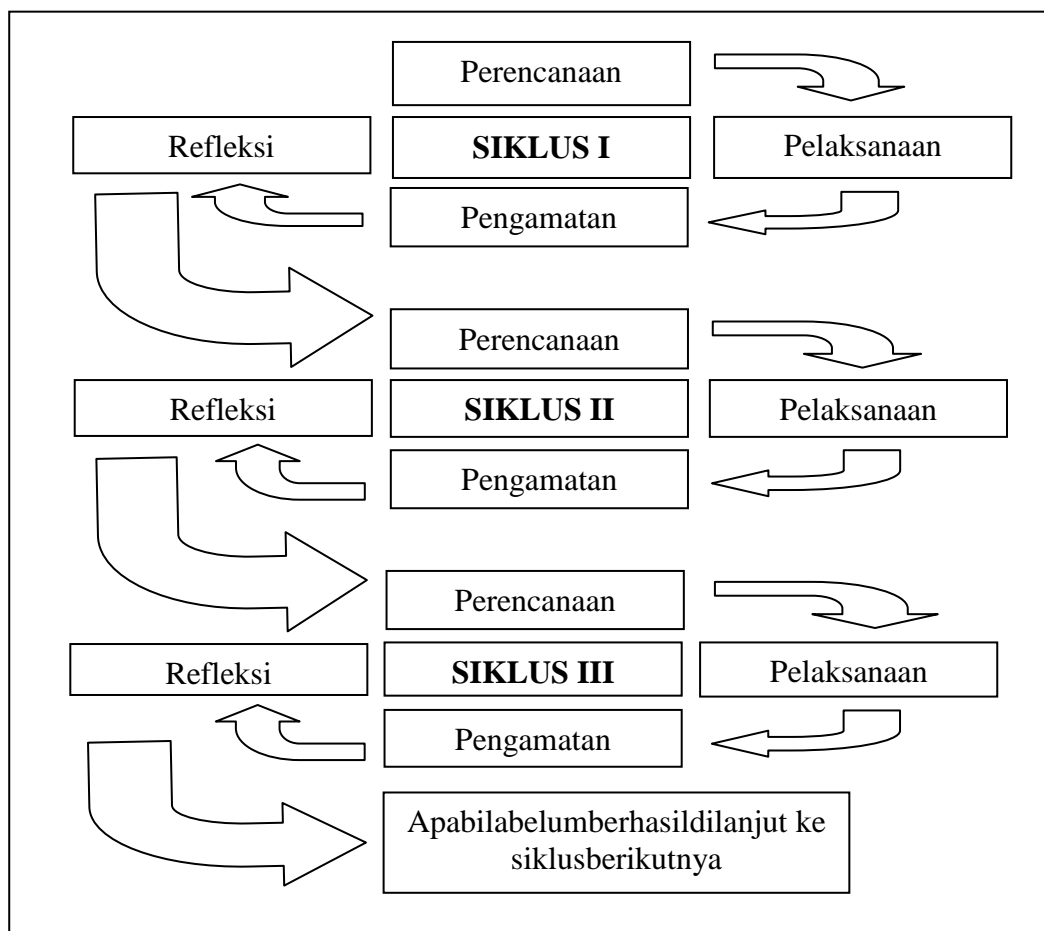 Perencanaan
Refleksi
SIKLUS I
Pelaksanaan
Pengamatan
Perencanaan
Refleksi
SIKLUS II
Pelaksanaan
Pengamatan
Perencanaan
Refleksi
SIKLUS III
Pelaksanaan
Pengamatan
Apabilabelumberhasildilanjut ke
siklusberikutnya